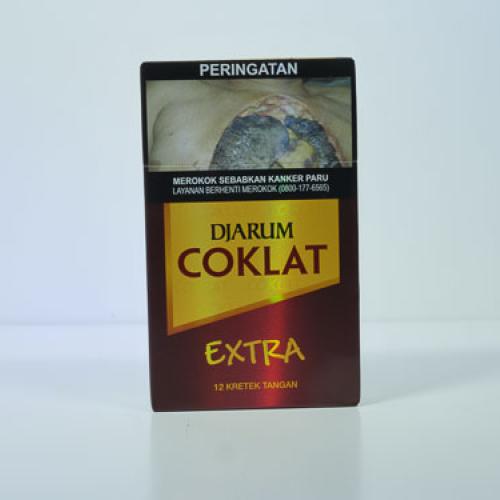 PERINGATAN
MEROKOK SEBABKAN KANKER PARU
LAYANAN BERHENTI MEROKOK (0800-177-6565)
DJARUM
COKLAT
EXTRA
12 KRETEK TANGAN